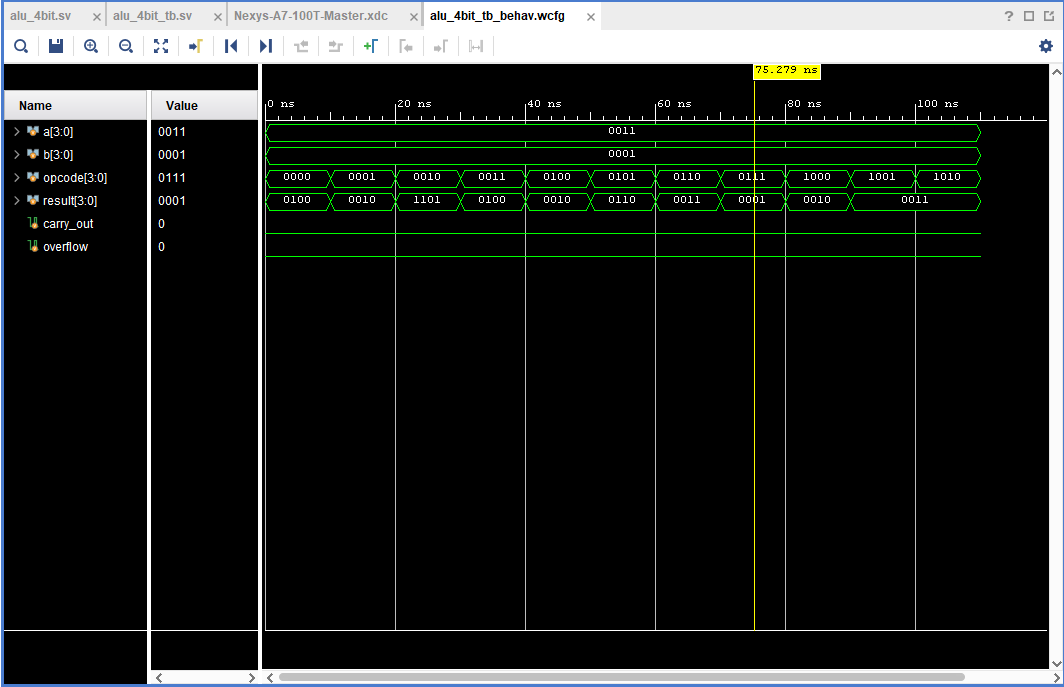 alu_4bit.sv alu_4bit_tb.sv Nexys-A7-100T-Master.xdc alu_4bit_tb_behav.wcfg ?
75.279 ns
Name Value 0 ns 20 ns 40 ns 60 ns 80 ns 100 ns
a[3:0] 0011 0011
b[3:0] 0001 0001
opcode[3:0] 0111 0000 0001 0010 0011 0100 0101 0110 0111 1000 1001 1010
result[3:0] 0001 0100 0010 1101 0100 0010 0110 0011 0001 0010 0011
carry_out 0
overflow 0